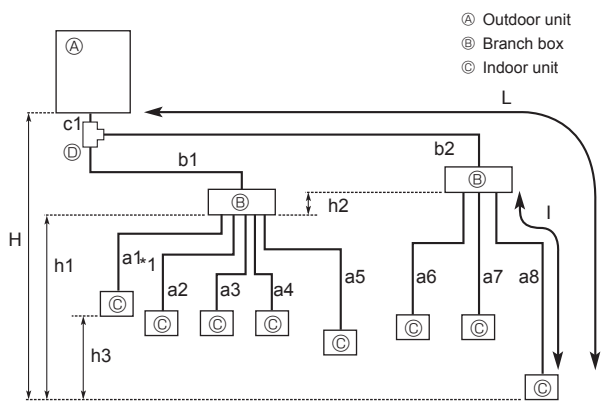 Ⓐ Outdoor unit
Ⓑ Branch box
Ⓒ Indoor unit
Ⓐ
L
c1
Ⓓ
b1
b2
Ⓑ
Ⓑ
h2
l
H
h1
a1*1
a2
a3
a4
a5
a6
a7
a8
Ⓒ
Ⓒ
Ⓒ
Ⓒ
Ⓒ
Ⓒ
Ⓒ
h3
Ⓒ